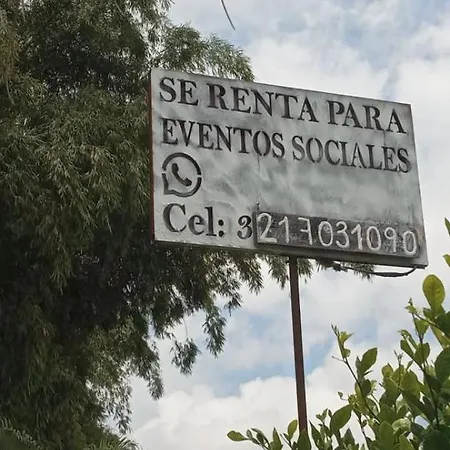 SE RENTA PARA
EVENTOS SOCIALES
Cel: 3217031090